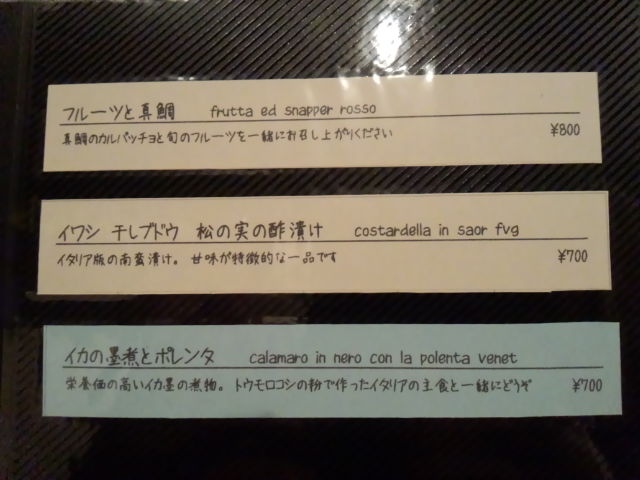 フルーツと真鯛 frutta ed snapper rosso
真鯛のカルパッチョと旬のフルーツを一緒にお召し上がりください ¥800
イワシ 干しブドウ 松の実の酢漬け costardella in saor fvg
イタリア版の南蛮漬け。 甘味が特徴的な一品です ¥700
イカの墨煮とポレンタ calamaro in nero con la polenta venet
栄養価の高いイカ墨の煮物。トウモロコシの粉で作ったイタリアの主食と一緒にどうぞ ¥700